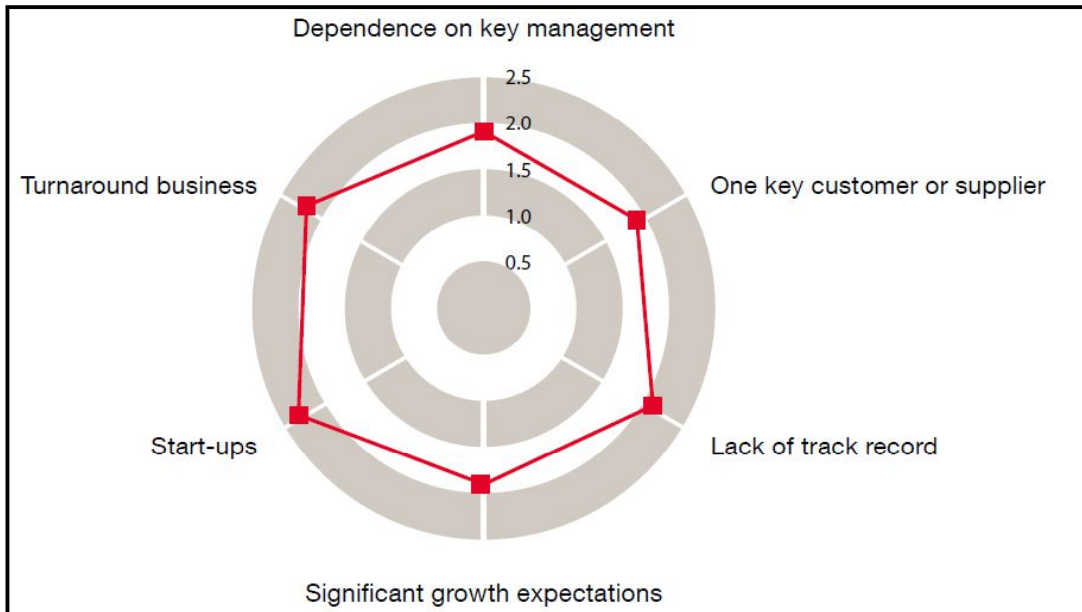 Dependence on key management
2.5
2.0
1.5
1.0
0.5
Turnaround business
One key customer or supplier
Start-ups
Lack of track record
Significant growth expectations